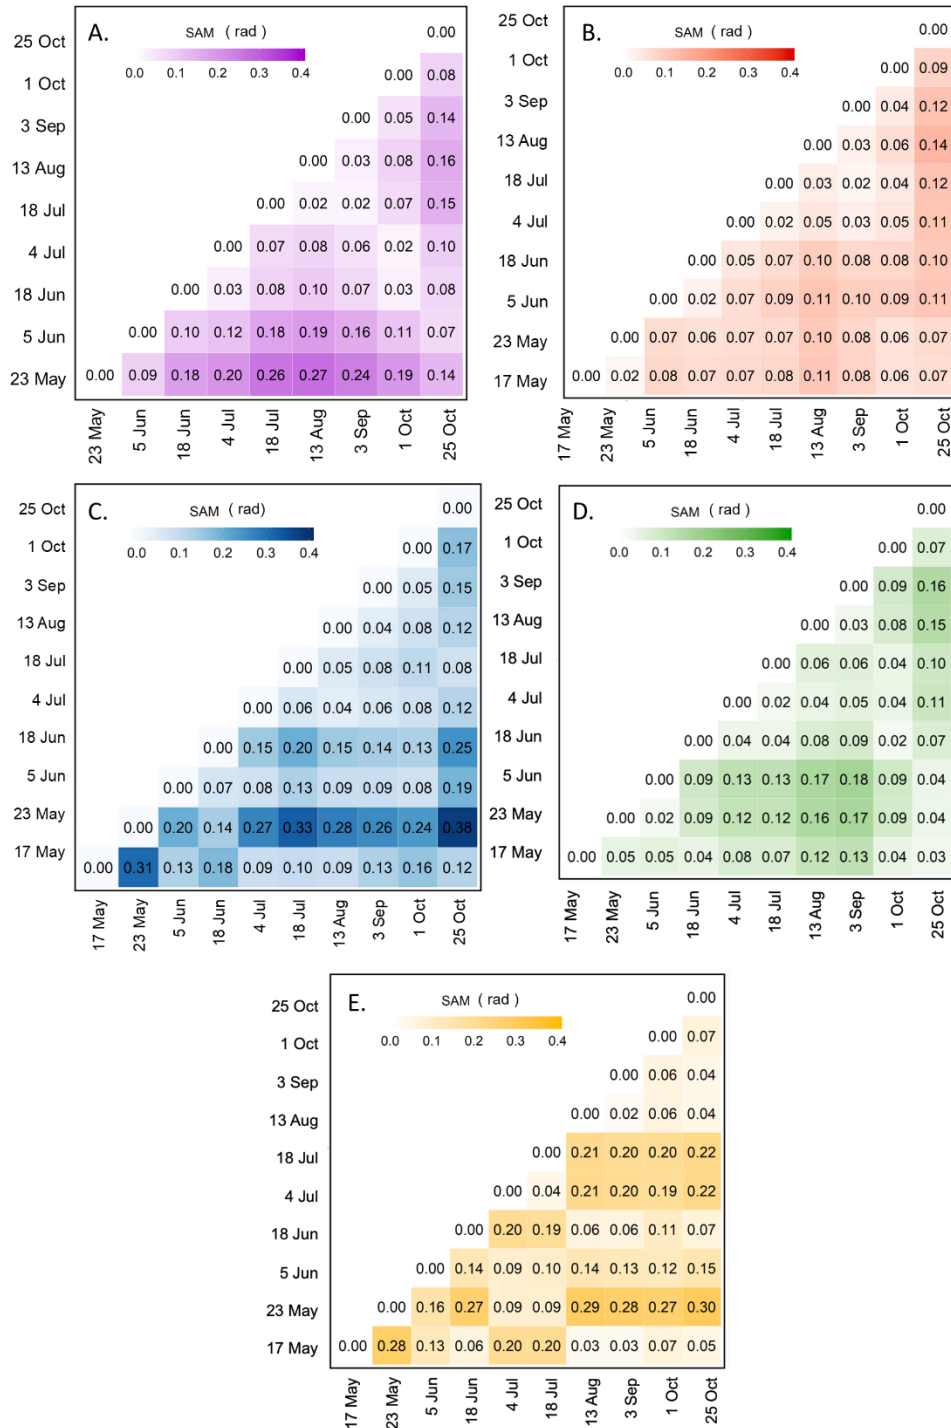 A. SAM ( rad )
0.0 0.1 0.2 0.3 0.4
25 Oct 0.00
1 Oct 0.00 0.08
3 Sep 0.00 0.05 0.14
13 Aug 0.00 0.03 0.08 0.16
18 Jul 0.00 0.02 0.02 0.07 0.15
4 Jul 0.00 0.07 0.08 0.06 0.02 0.10
18 Jun 0.00 0.03 0.08 0.10 0.07 0.03 0.08
5 Jun 0.00 0.10 0.12 0.18 0.19 0.16 0.11 0.07
23 May 0.00 0.09 0.18 0.20 0.26 0.27 0.24 0.19 0.14
23 May 5 Jun 18 Jun 4 Jul 18 Jul 13 Aug 3 Sep 1 Oct 25 Oct
B. SAM ( rad )
0.0 0.1 0.2 0.3 0.4
25 Oct 0.00
1 Oct 0.00 0.09
3 Sep 0.00 0.04 0.12
13 Aug 0.00 0.03 0.06 0.14
18 Jul 0.00 0.03 0.02 0.04 0.12
4 Jul 0.00 0.02 0.05 0.03 0.05 0.11
18 Jun 0.00 0.05 0.07 0.10 0.08 0.08 0.10
5 Jun 0.00 0.02 0.07 0.09 0.11 0.10 0.09 0.11
23 May 0.00 0.07 0.06 0.07 0.07 0.10 0.08 0.06 0.07
17 May 0.00 0.02 0.08 0.07 0.07 0.08 0.11 0.08 0.06 0.07
17 May 23 May 5 Jun 18 Jun 4 Jul 18 Jul 13 Aug 3 Sep 1 Oct 25 Oct
C. SAM ( rad)
0.0 0.1 0.2 0.3 0.4
25 Oct 0.00
1 Oct 0.00 0.17
3 Sep 0.00 0.05 0.15
13 Aug 0.00 0.04 0.08 0.12
18 Jul 0.00 0.05 0.08 0.11 0.08
4 Jul 0.00 0.06 0.04 0.06 0.08 0.12
18 Jun 0.00 0.15 0.20 0.15 0.14 0.13 0.25
5 Jun 0.00 0.07 0.08 0.13 0.09 0.09 0.08 0.19
23 May 0.00 0.20 0.14 0.27 0.33 0.28 0.26 0.24 0.38
17 May 0.00 0.31 0.13 0.18 0.09 0.10 0.09 0.13 0.16 0.12
17 May 23 May 5 Jun 18 Jun 4 Jul 18 Jul 13 Aug 3 Sep 1 Oct 25 Oct
D. SAM ( rad )
0.0 0.1 0.2 0.3 0.4
25 Oct 0.00
1 Oct 0.00 0.07
3 Sep 0.00 0.09 0.16
13 Aug 0.00 0.03 0.08 0.15
18 Jul 0.00 0.06 0.06 0.04 0.10
4 Jul 0.00 0.02 0.04 0.05 0.04 0.11
18 Jun 0.00 0.04 0.04 0.08 0.09 0.02 0.07
5 Jun 0.00 0.09 0.13 0.13 0.17 0.18 0.09 0.04
23 May 0.00 0.02 0.09 0.12 0.12 0.16 0.17 0.09 0.04
17 May 0.00 0.05 0.05 0.04 0.08 0.07 0.12 0.13 0.04 0.03
17 May 23 May 5 Jun 18 Jun 4 Jul 18 Jul 13 Aug 3 Sep 1 Oct 25 Oct
E. SAM ( rad )
0.0 0.1 0.2 0.3 0.4
25 Oct 0.00
1 Oct 0.00 0.07
3 Sep 0.00 0.06 0.04
13 Aug 0.00 0.02 0.06 0.04
18 Jul 0.00 0.21 0.20 0.20 0.22
4 Jul 0.00 0.04 0.21 0.20 0.19 0.22
18 Jun 0.00 0.20 0.19 0.06 0.06 0.11 0.07
5 Jun 0.00 0.14 0.09 0.10 0.14 0.13 0.12 0.15
23 May 0.00 0.16 0.27 0.09 0.09 0.29 0.28 0.27 0.30
17 May 0.00 0.28 0.13 0.06 0.20 0.20 0.03 0.03 0.07 0.05
17 May 23 May 5 Jun 18 Jun 4 Jul 18 Jul 13 Aug 3 Sep 1 Oct 25 Oct